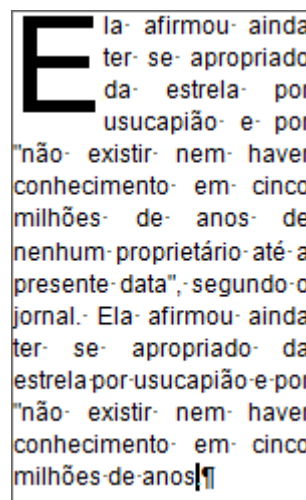 Ela afirmou ainda
ter se apropriado
da estrela por
usucapião e por
"não existir nem haver
conhecimento em cinco
milhões de anos de
nenhum proprietário até a
presente data", segundo o
jornal. Ela afirmou ainda
ter se apropriado da
estrela por usucapião e por
"não existir nem haver
conhecimento em cinco
milhões de anos.¶